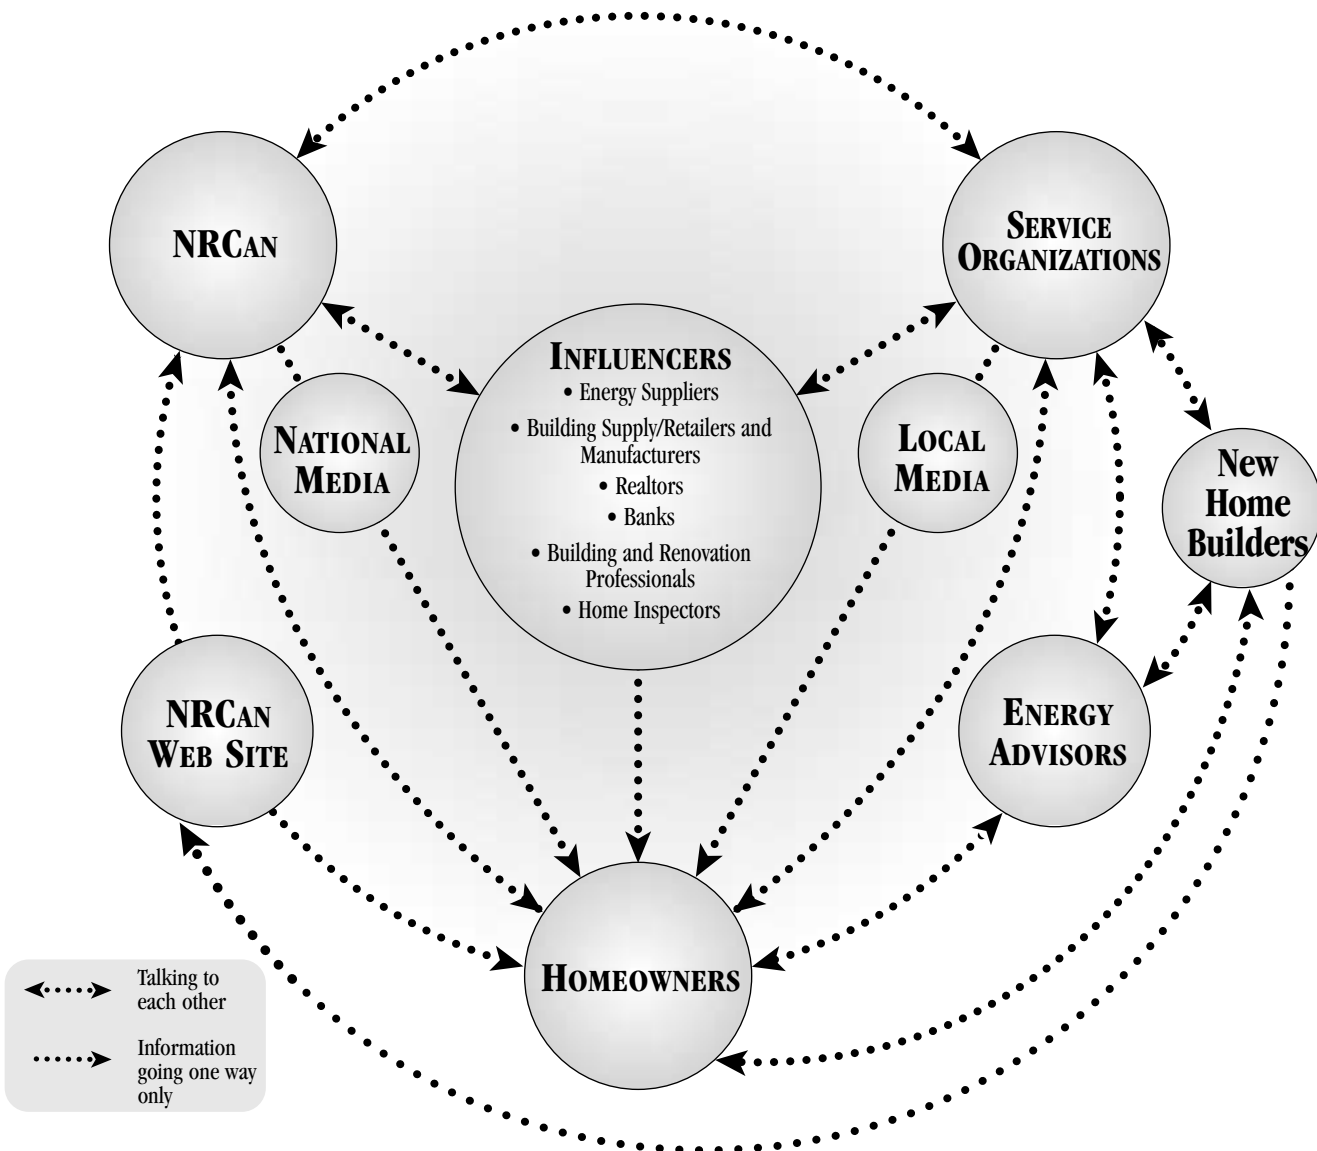 NRCAN
SERVICE
ORGANIZATIONS
INFLUENCERS
• Energy Suppliers
• Building Supply/Retailers and
Manufacturers
• Realtors
• Banks
• Building and Renovation
Professionals
• Home Inspectors
NATIONAL
MEDIA
LOCAL
MEDIA
New
Home
Builders
NRCAN
WEB SITE
ENERGY
ADVISORS
HOMEOWNERS
Talking to
each other
Information
going one way
only